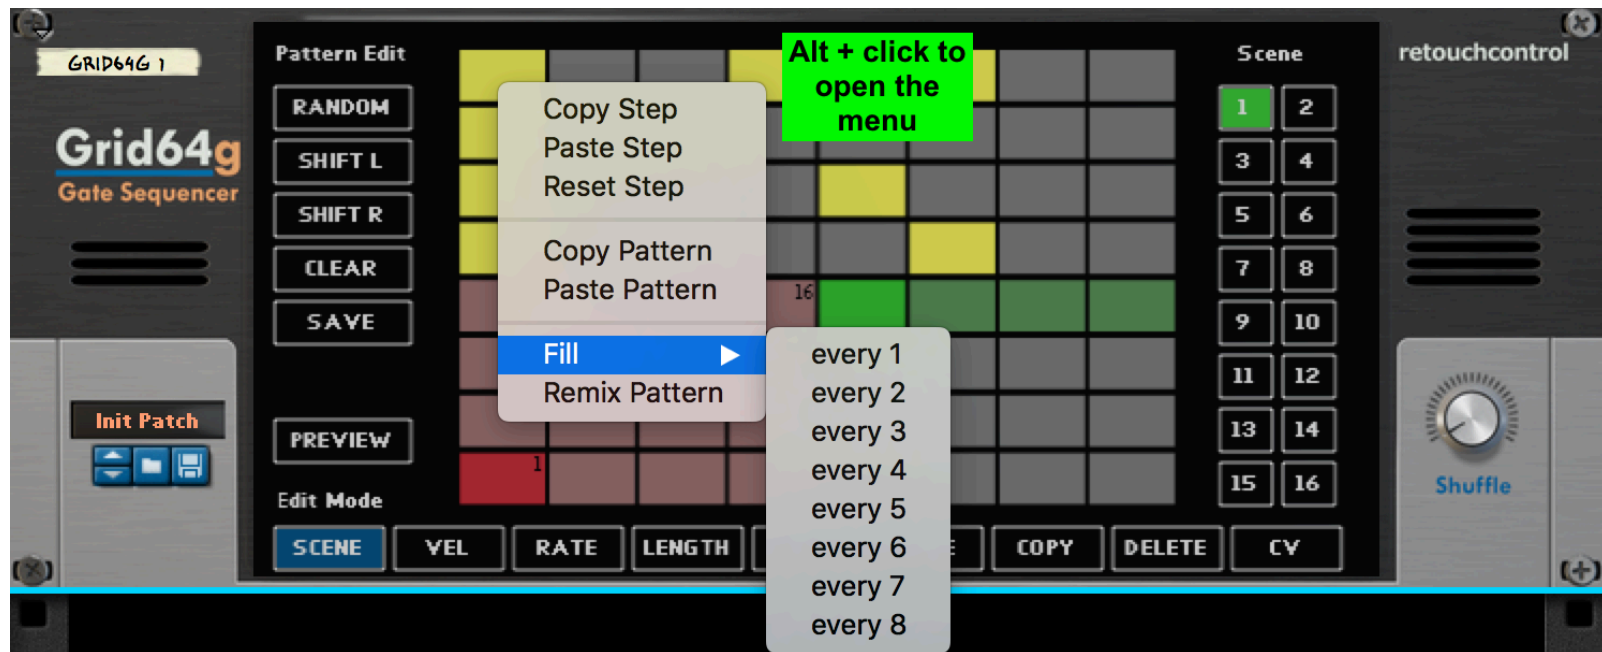 GRID64G 1
Grid64g
Gate Sequencer
Init Patch
Pattern Edit
RANDOM
SHIFT L
SHIFT R
CLEAR
SAVE
PREVIEW
Edit Mode
SCENE VEL RATE LENGTH COPY DELETE CV
Alt + click to
open the
menu
Copy Step
Paste Step
Reset Step
Copy Pattern
Paste Pattern
Fill
Remix Pattern
every 1
every 2
every 3
every 4
every 5
every 6
every 7
every 8
16
1
Scene
1 2
3 4
5 6
7 8
9 10
11 12
13 14
15 16
retouchcontrol
Shuffle